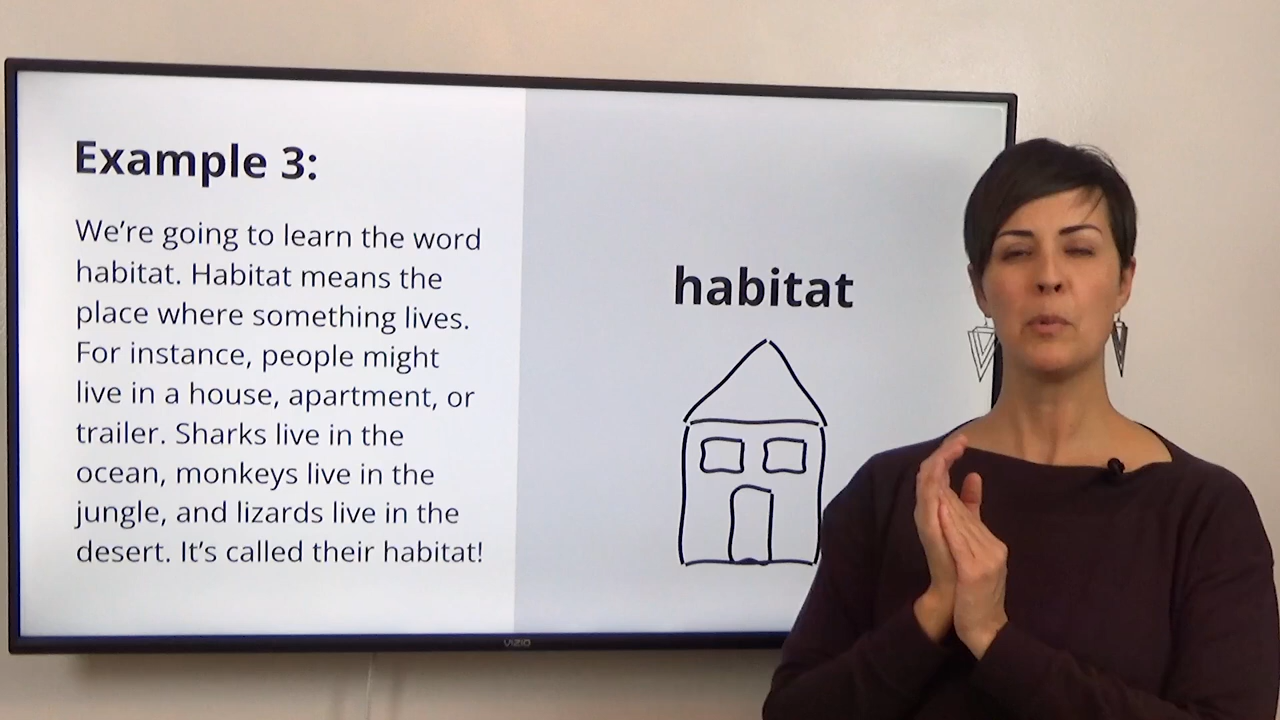 Example 3:
We're going to learn the word
habitat. Habitat means the
place where something lives.
For instance, people might
live in a house, apartment, or
trailer. Sharks live in the
ocean, monkeys live in the
jungle, and lizards live in the
desert. It's called their habitat!
habitat
VIZIO